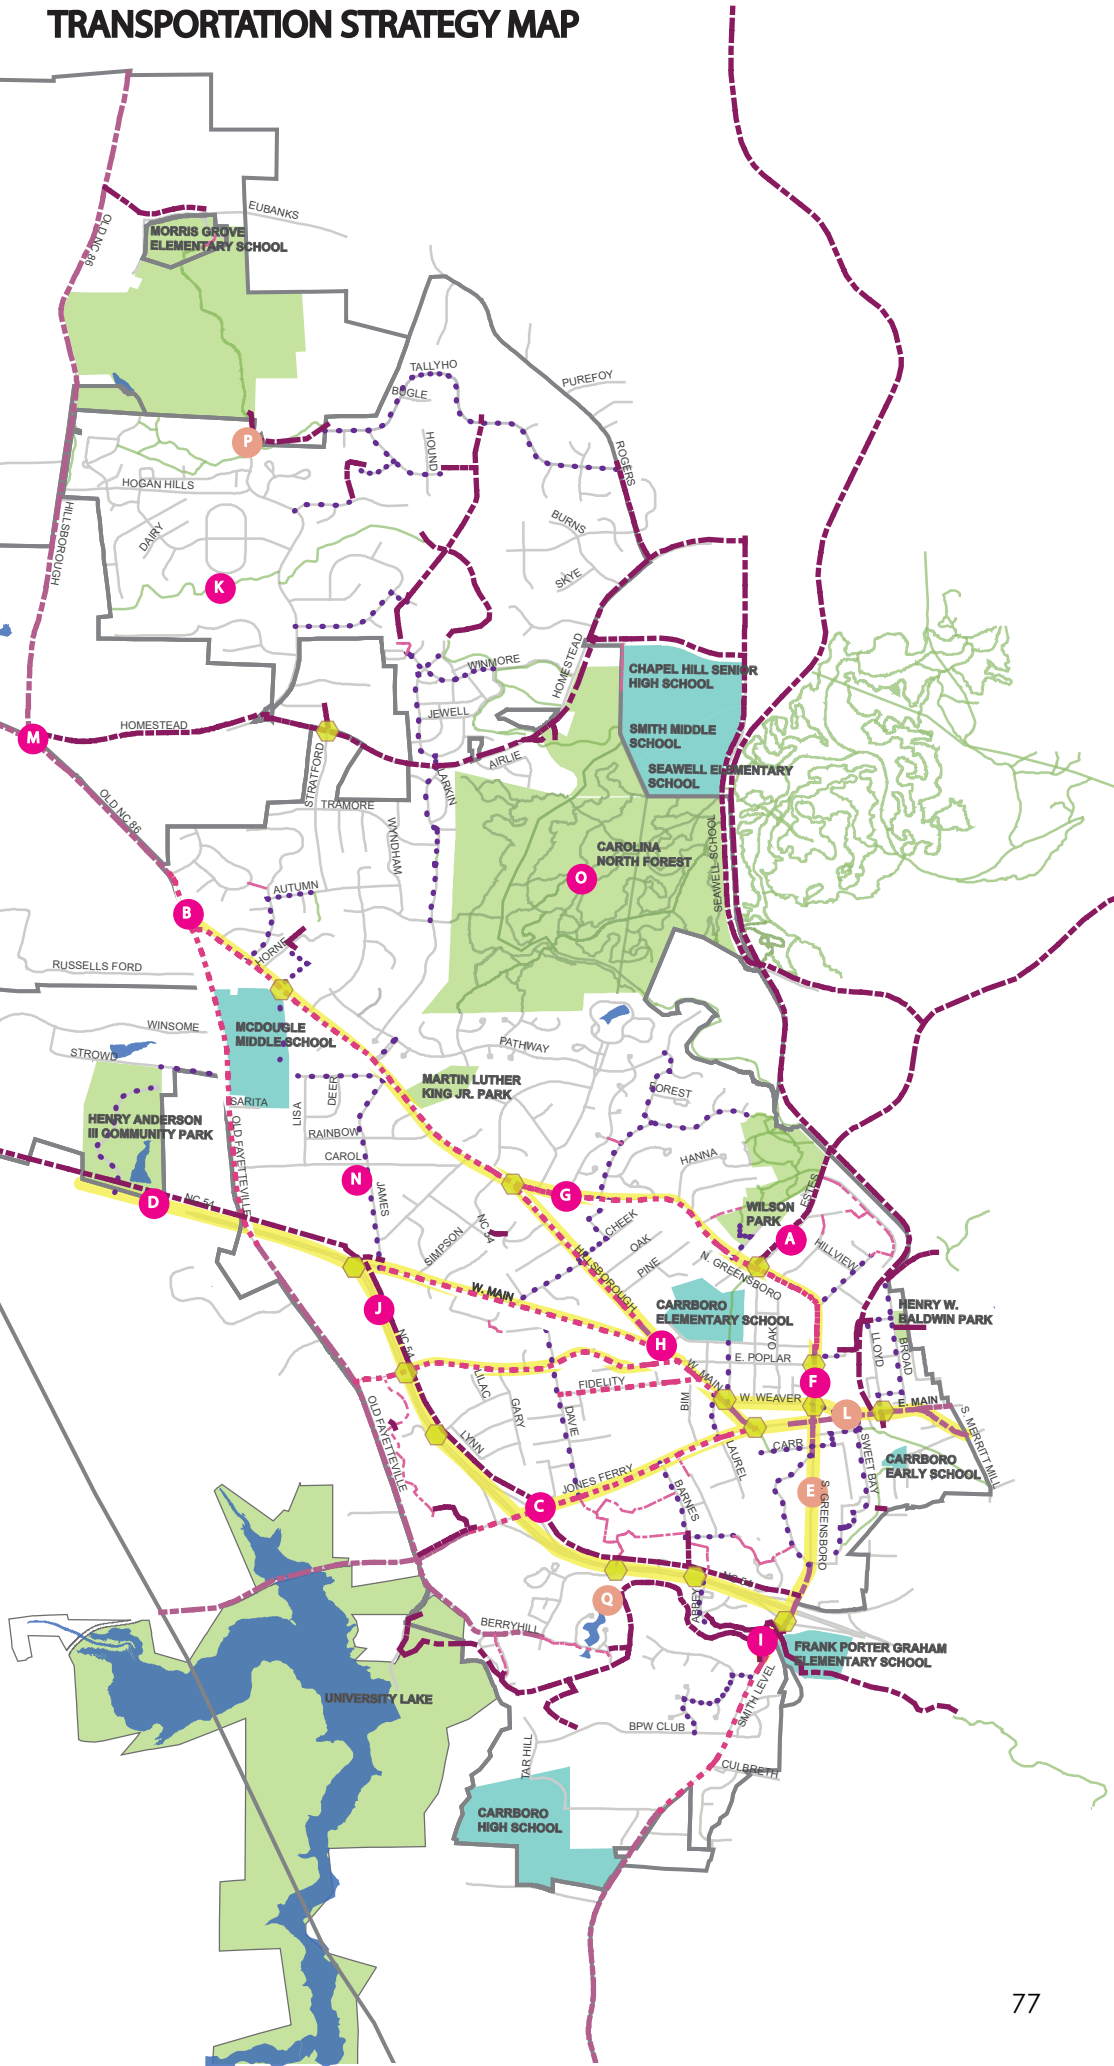 TRANSPORTATION STRATEGY MAP
EUBANKS
OLD NC 86
MORRIS GROVE
ELEMENTARY SCHOOL
TALLYHO
BUGLE
PUREFOY
P
HOUND
ROGERS
HOGAN HILLS
HILLSBOROUGH
DAIRY
BURNS
SKYE
K
WINMORE
HOMESTEAD
CHAPEL HILL SENIOR
HIGH SCHOOL
JEWELL
HOMESTEAD
M
SMITH MIDDLE
SCHOOL
STRATFORD
AIRLIE
SEAWELL ELEMENTARY
SCHOOL
LARKIN
OLD NC 86
TRAMORE
WYNDHAM
CAROLINA
NORTH FOREST
SEAWELL SCHOOL
O
AUTUMN
B
HORNE
RUSSELLS FORD
WINSOME
MCDOUGLE
MIDDLE SCHOOL
PATHWAY
STROWD
MARTIN LUTHER
KING JR. PARK
FOREST
DEER
LISA
SARITA
HENRY ANDERSON
III COMMUNITY PARK
OLD FAYETTEVILLE
RAINBOW
CAROL
HANNA
N
JAMES
G
ESTES
D
NC 54
WILSON
PARK
A
CHEEK
NC 54
SIMPSON
OAK
HILLVIEW
PINE
N. GREENSBORO
HILLSBOROUGH
W. MAIN
J
CARRBORO
ELEMENTARY SCHOOL
HENRY W.
BALDWIN PARK
NC 54
H
OAK
LLOYD
BROAD
E. POPLAR
W. MAIN
FIDELITY
F
LILAC
GARY
BIM
W. WEAVER
E. MAIN
L
OLD FAYETTEVILLE
DAVIE
S. MERRITT MILL
LYNN
LAUREL
CARR
SWEET BAY
CARRBORO
EARLY SCHOOL
JONES FERRY
BARNES
E
S. GREENSBORO
C
NC 54
Q
ABBEY
BERRYHILL
I
FRANK PORTER GRAHAM
ELEMENTARY SCHOOL
UNIVERSITY LAKE
SMITH LEVEL
BPW CLUB
TAR HILL
CULBRETH
CARRBORO
HIGH SCHOOL
77